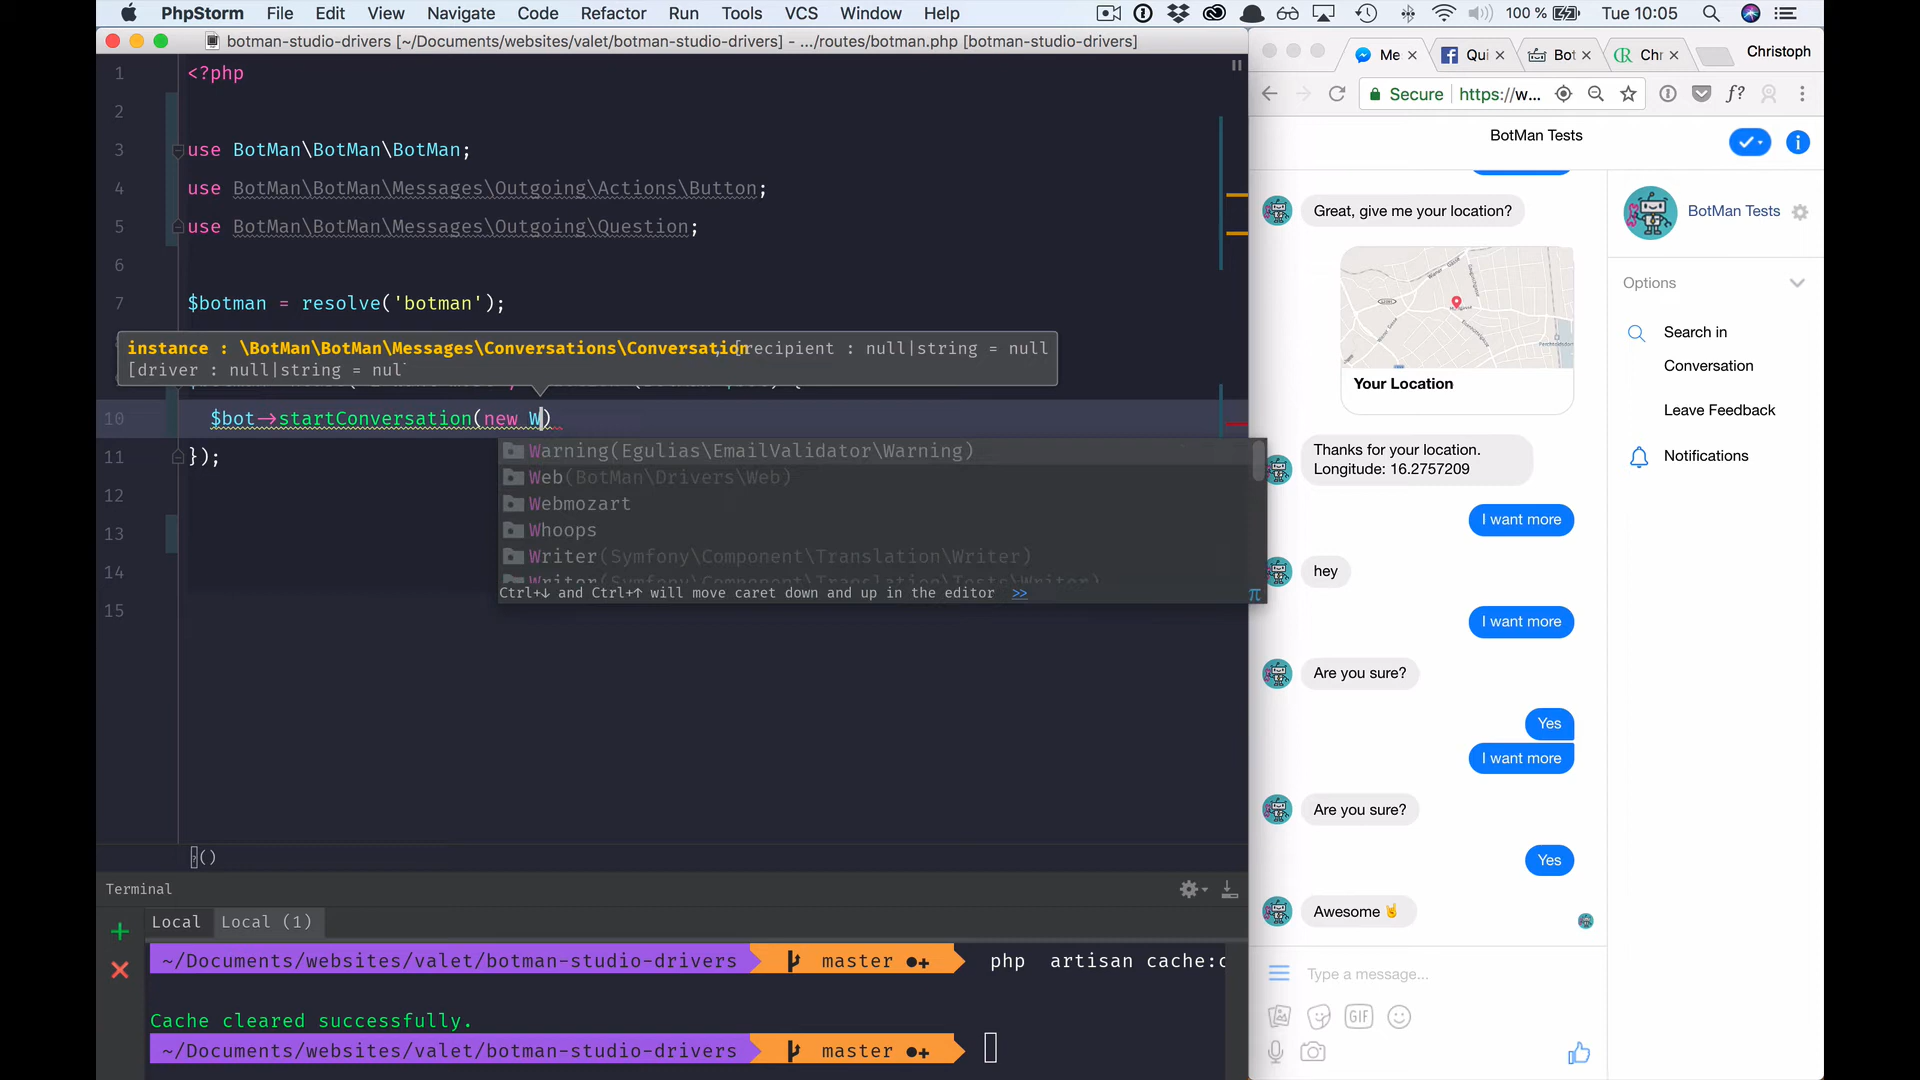 PhpStorm File Edit View Navigate Code Refactor Run Tools VCS Window Help 100 % Tue 10:05
botman-studio-drivers [~/Documents/websites/valet/botman-studio-drivers] - .../routes/botman.php [botman-studio-drivers]
1 <?php
2
3 use BotMan\BotMan\BotMan;
4 use BotMan\BotMan\Messages\Outgoing\Actions\Button;
5 use BotMan\BotMan\Messages\Outgoing\Question;
6
7 $botman = resolve('botman');
instance : \BotMan\BotMan\Messages\Conversations\Conversation, [recipient : null|string = null
[driver : null|string = nul
10 $bot->startConversation(new W)
11 });
12
13
14
15
Warning(Egulias\EmailValidator\Warning)
Web(BotMan\Drivers\Web)
Webmozart
Whoops
Writer(Symfony\Component\Translation\Writer)
Writer(Symfony\Component\Translation\Tests\Writer)
Ctrl+↓ and Ctrl+↑ will move caret down and up in the editor >> π
()
Terminal
Local Local (1)
~/Documents/websites/valet/botman-studio-drivers master ●+ php artisan cache:c
Cache cleared successfully.
~/Documents/websites/valet/botman-studio-drivers master ●+
Me Qui Bot Chr Christoph
Secure https://w... f?
BotMan Tests
Great, give me your location?
Your Location
Thanks for your location.
Longitude: 16.2757209
I want more
hey
I want more
Are you sure?
Yes
I want more
Are you sure?
Yes
Awesome 🤘
Type a message...
GIF
BotMan Tests
Options
Search in
Conversation
Leave Feedback
Notifications